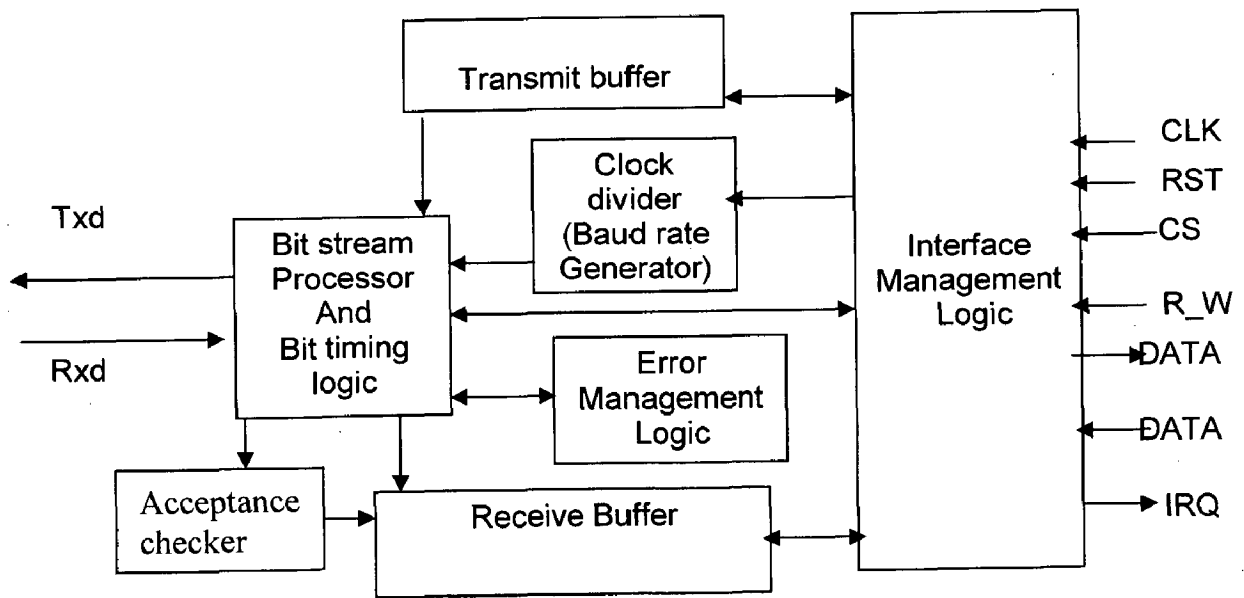 Transmit buffer
Clock
divider
(Baud rate
Generator)
CLK
RST
CS
R_W
DATA
DATA
IRQ
Interface
Management
Logic
Txd
Rxd
Bit stream
Processor
And
Bit timing
logic
Error
Management
Logic
Acceptance
checker
Receive Buffer